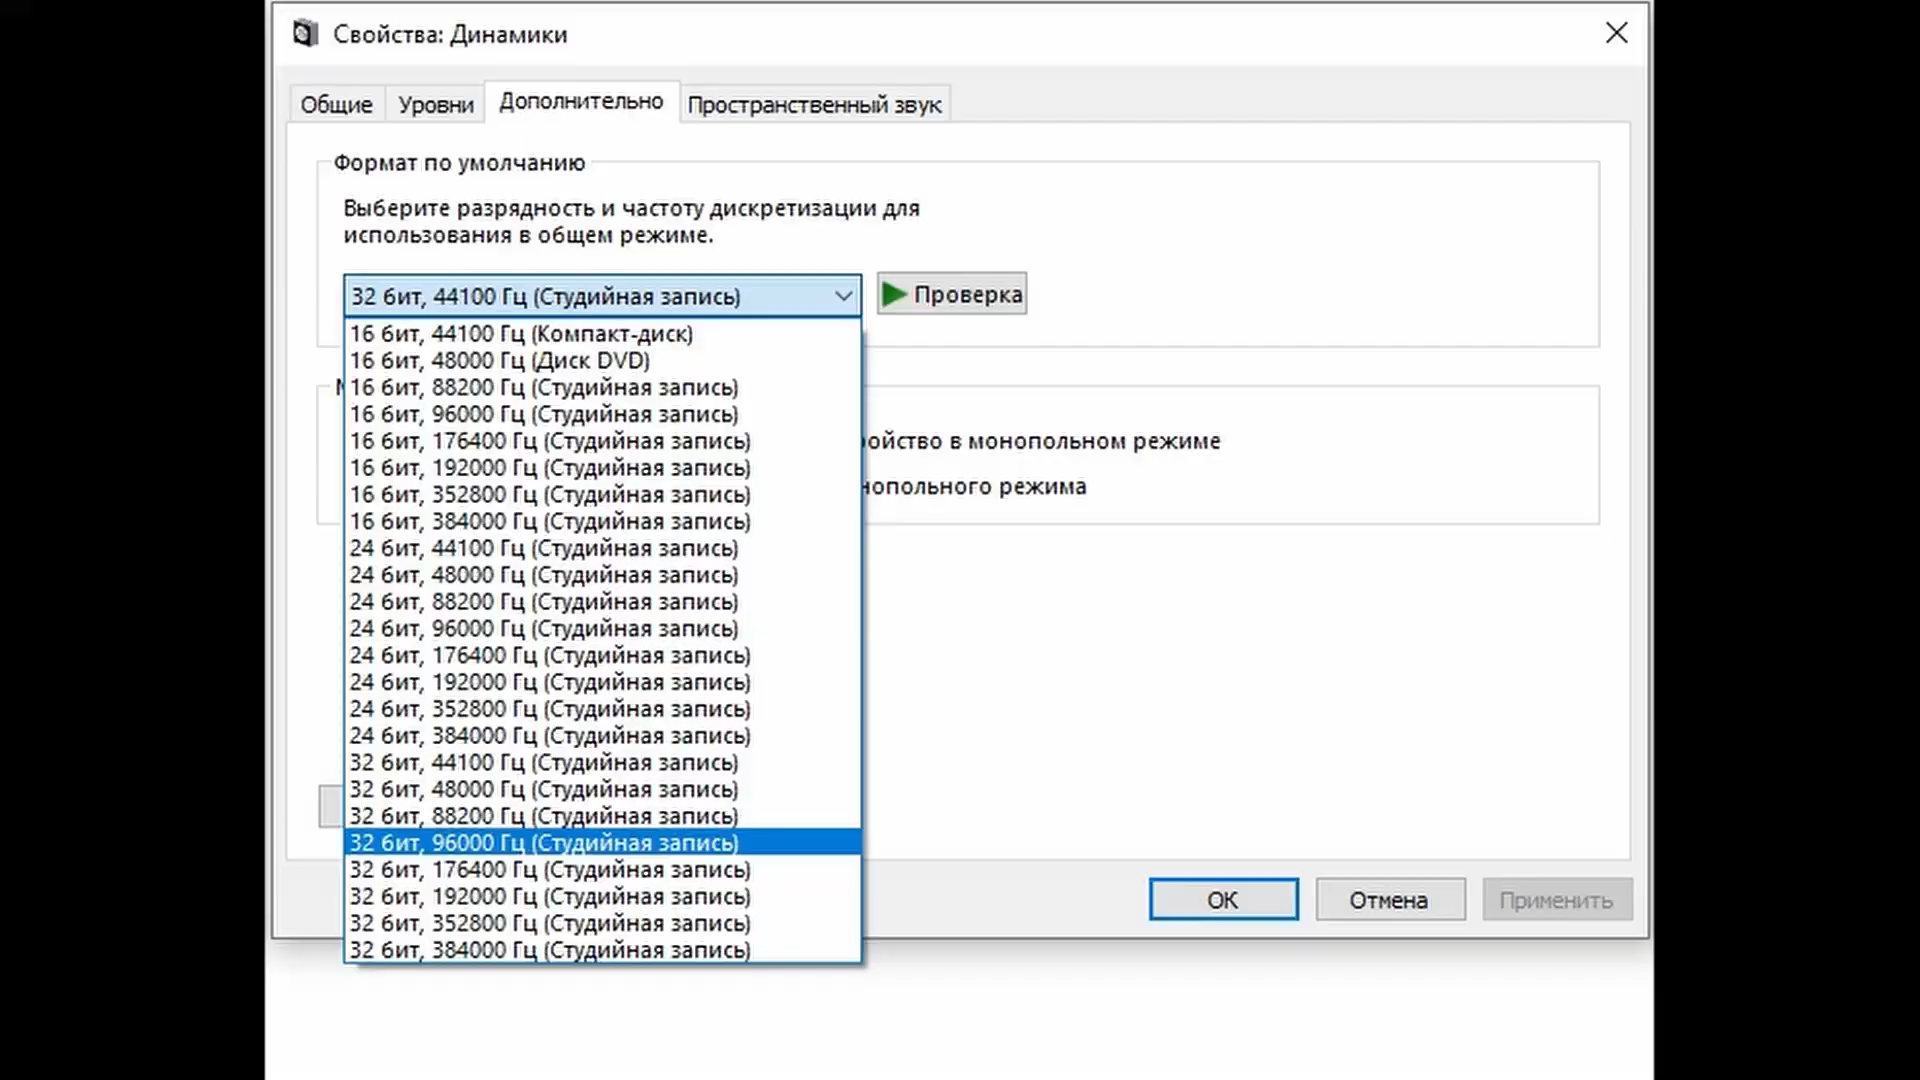 Свойства: Динамики
Общие
Уровни
Дополнительно
Пространственный звук
Формат по умолчанию
Выберите разрядность и частоту дискретизации для
использования в общем режиме.
32 бит, 44100 Гц (Студийная запись)
Проверка
16 бит, 44100 Гц (Компакт-диск)
16 бит, 48000 Гц (Диск DVD)
16 бит, 88200 Гц (Студийная запись)
16 бит, 96000 Гц (Студийная запись)
16 бит, 176400 Гц (Студийная запись)
16 бит, 192000 Гц (Студийная запись)
16 бит, 352800 Гц (Студийная запись)
16 бит, 384000 Гц (Студийная запись)
24 бит, 44100 Гц (Студийная запись)
24 бит, 48000 Гц (Студийная запись)
24 бит, 88200 Гц (Студийная запись)
24 бит, 96000 Гц (Студийная запись)
24 бит, 176400 Гц (Студийная запись)
24 бит, 192000 Гц (Студийная запись)
24 бит, 352800 Гц (Студийная запись)
24 бит, 384000 Гц (Студийная запись)
32 бит, 44100 Гц (Студийная запись)
32 бит, 48000 Гц (Студийная запись)
32 бит, 88200 Гц (Студийная запись)
32 бит, 96000 Гц (Студийная запись)
32 бит, 176400 Гц (Студийная запись)
32 бит, 192000 Гц (Студийная запись)
32 бит, 352800 Гц (Студийная запись)
32 бит, 384000 Гц (Студийная запись)
ойство в монопольном режиме
нопольного режима
ОК
Отмена
Применить